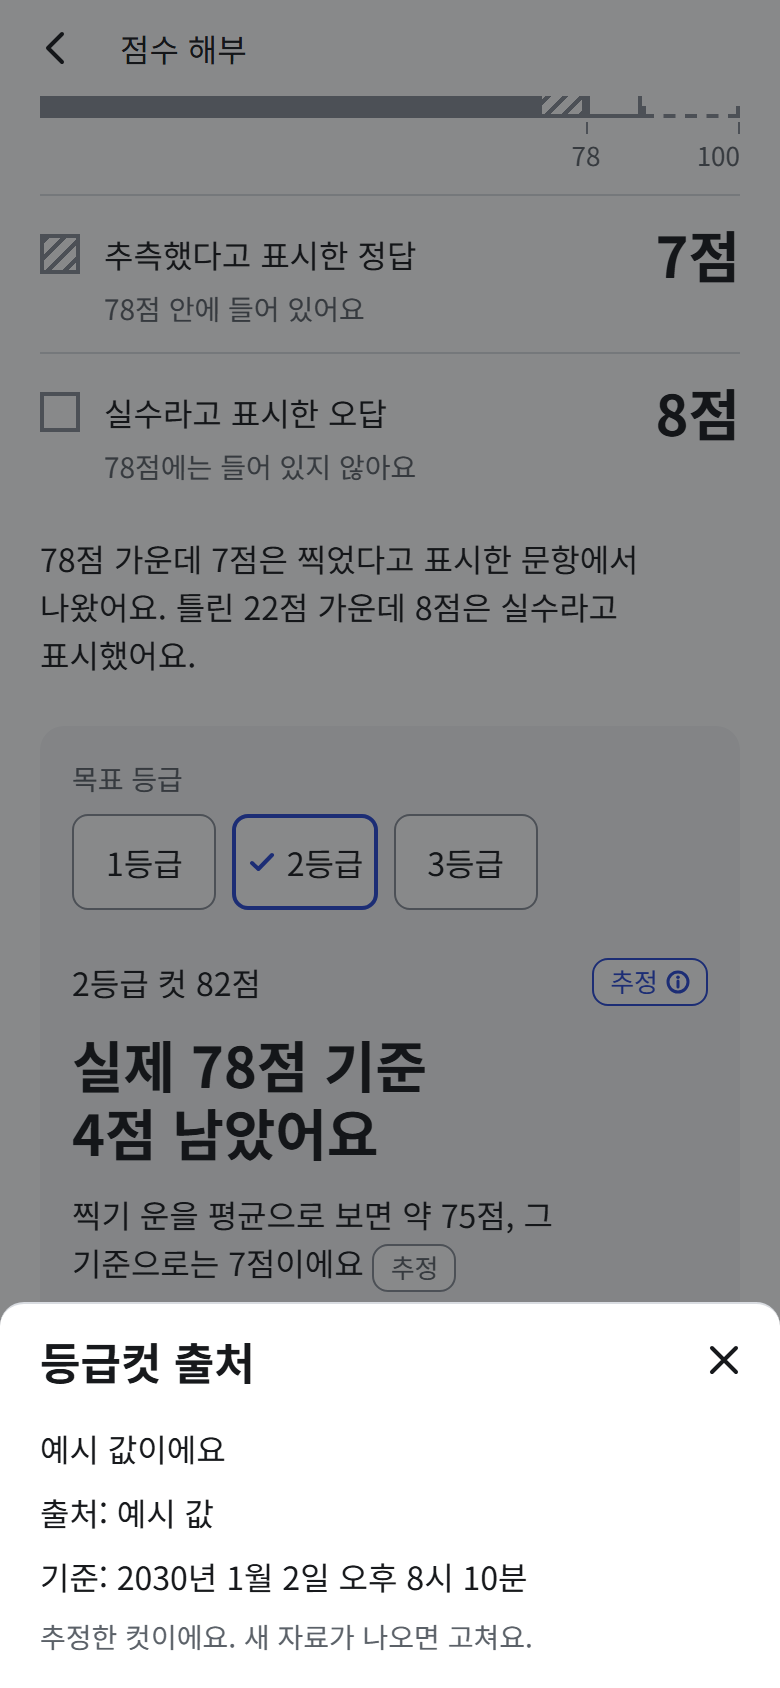 점수 해부
78
100
추측했다고 표시한 정답
7점
78점 안에 들어 있어요
실수라고 표시한 오답
8점
78점에는 들어 있지 않아요
78점 가운데 7점은 찍었다고 표시한 문항에서
나왔어요. 틀린 22점 가운데 8점은 실수라고
표시했어요.
목표 등급
1등급
2등급
3등급
2등급 컷 82점
추정
실제 78점 기준
4점 남았어요
찍기 운을 평균으로 보면 약 75점, 그
기준으로는 7점이에요 추정
등급컷 출처
예시 값이에요
출처: 예시 값
기준: 2030년 1월 2일 오후 8시 10분
추정한 컷이에요. 새 자료가 나오면 고쳐요.